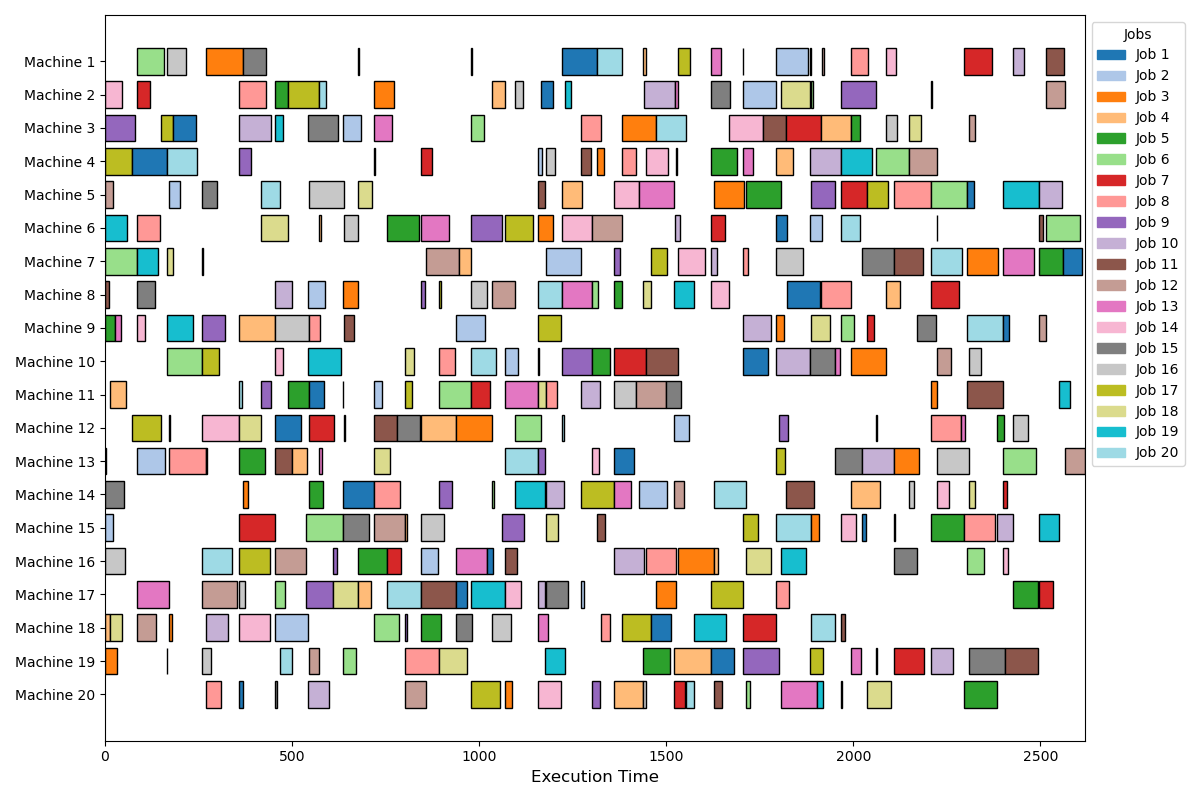 Machine 1
Machine 2
Machine 3
Machine 4
Machine 5
Machine 6
Machine 7
Machine 8
Machine 9
Machine 10
Machine 11
Machine 12
Machine 13
Machine 14
Machine 15
Machine 16
Machine 17
Machine 18
Machine 19
Machine 20
0 500 1000 1500 2000 2500
Execution Time
Jobs
Job 1
Job 2
Job 3
Job 4
Job 5
Job 6
Job 7
Job 8
Job 9
Job 10
Job 11
Job 12
Job 13
Job 14
Job 15
Job 16
Job 17
Job 18
Job 19
Job 20